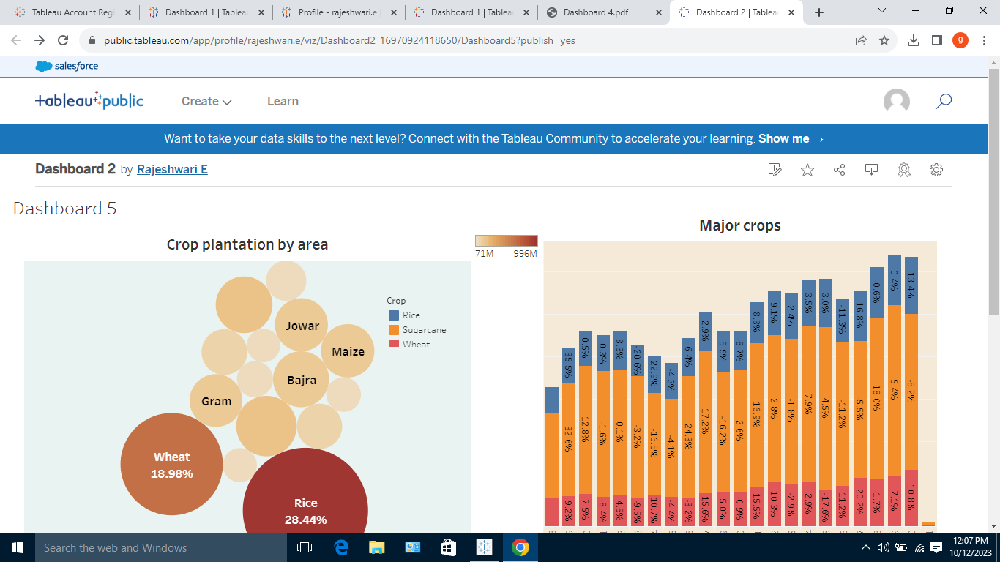 Tableau Account Regi
Dashboard 1 | Tableau
Profile - rajeshwari.e |
Dashboard 1 | Tableau
Dashboard 4.pdf
Dashboard 2 | Tableau
public.tableau.com/app/profile/rajeshwari.e/viz/Dashboard2_16970924118650/Dashboard5?publish=yes
g
salesforce
+ableau+public
Create
Learn
Want to take your data skills to the next level? Connect with the Tableau Community to accelerate your learning. Show me →
Dashboard 2 by Rajeshwari E
Dashboard 5
Crop plantation by area
71M 996M
Crop
Rice
Sugarcane
Wheat
Jowar
Maize
Bajra
Gram
Wheat
18.98%
Rice
28.44%
Major crops
35.5% 0.5% -0.3% 8.3% -20.6% 22.9% -4.3% 6.4% 2.9% 5.5% -8.7% 8.3% 9.1% 2.4% 3.5% 3.0% -11.3% 16.8% -0.6% 0.4% 13.4%
32.6% 12.8% -1.6% 0.1% -3.2% -16.5% -4.1% 24.3% 17.2% -16.2% 2.6% 16.9% 2.8% -1.8% 7.9% 4.5% -11.2% -5.5% 18.0% 5.4% -8.2%
9.2% 7.5% -8.4% 4.5% -9.5% 10.7% -4.4% -3.2% 15.6% 5.0% -0.9% 15.5% 10.3% -2.9% 2.9% -17.6% 11.2% 20.2% -1.7% 7.1% 10.8%
Search the web and Windows
12:07 PM
10/12/2023